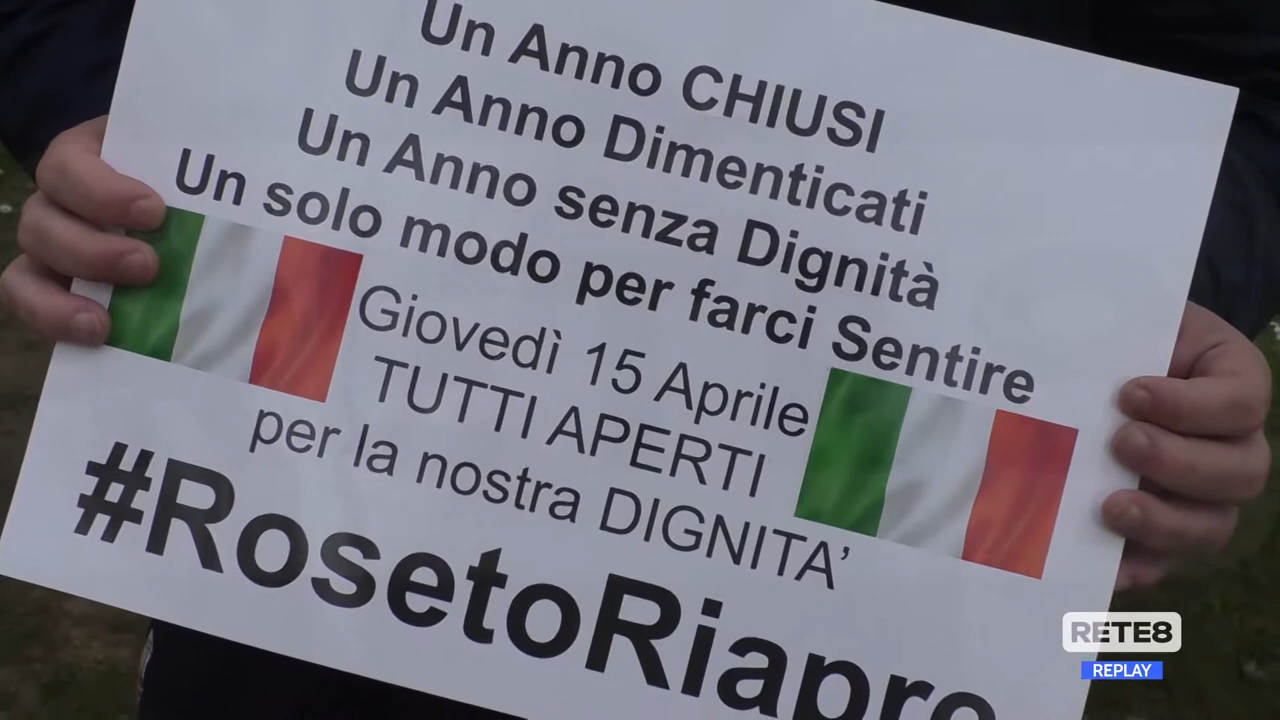 Un Anno CHIUSI
Un Anno Dimenticati
Un Anno senza Dignità
Un solo modo per farci Sentire
Giovedì 15 Aprile
TUTTI APERTI
per la nostra DIGNITA'
#RosetoRiapre
RETE8
REPLAY